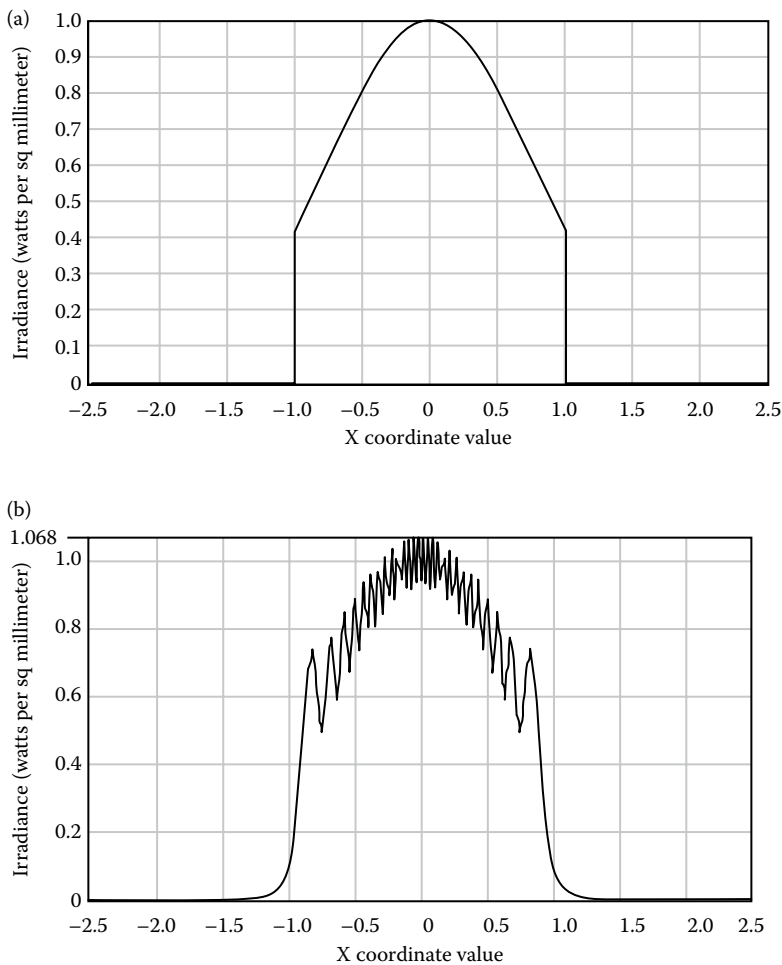 (a)
1.0
0.9
0.8
0.7
0.6
0.5
0.4
0.3
0.2
0.1
0
Irradiance (watts per sq millimeter)
−2.5 −2.0 −1.5 −1.0 −0.5 0 0.5 1.0 1.5 2.0 2.5
X coordinate value
(b)
1.068
1.0
0.8
0.6
0.4
0.2
0
Irradiance (watts per sq millimeter)
−2.5 −2.0 −1.5 −1.0 −0.5 0 0.5 1.0 1.5 2.0 2.5
X coordinate value